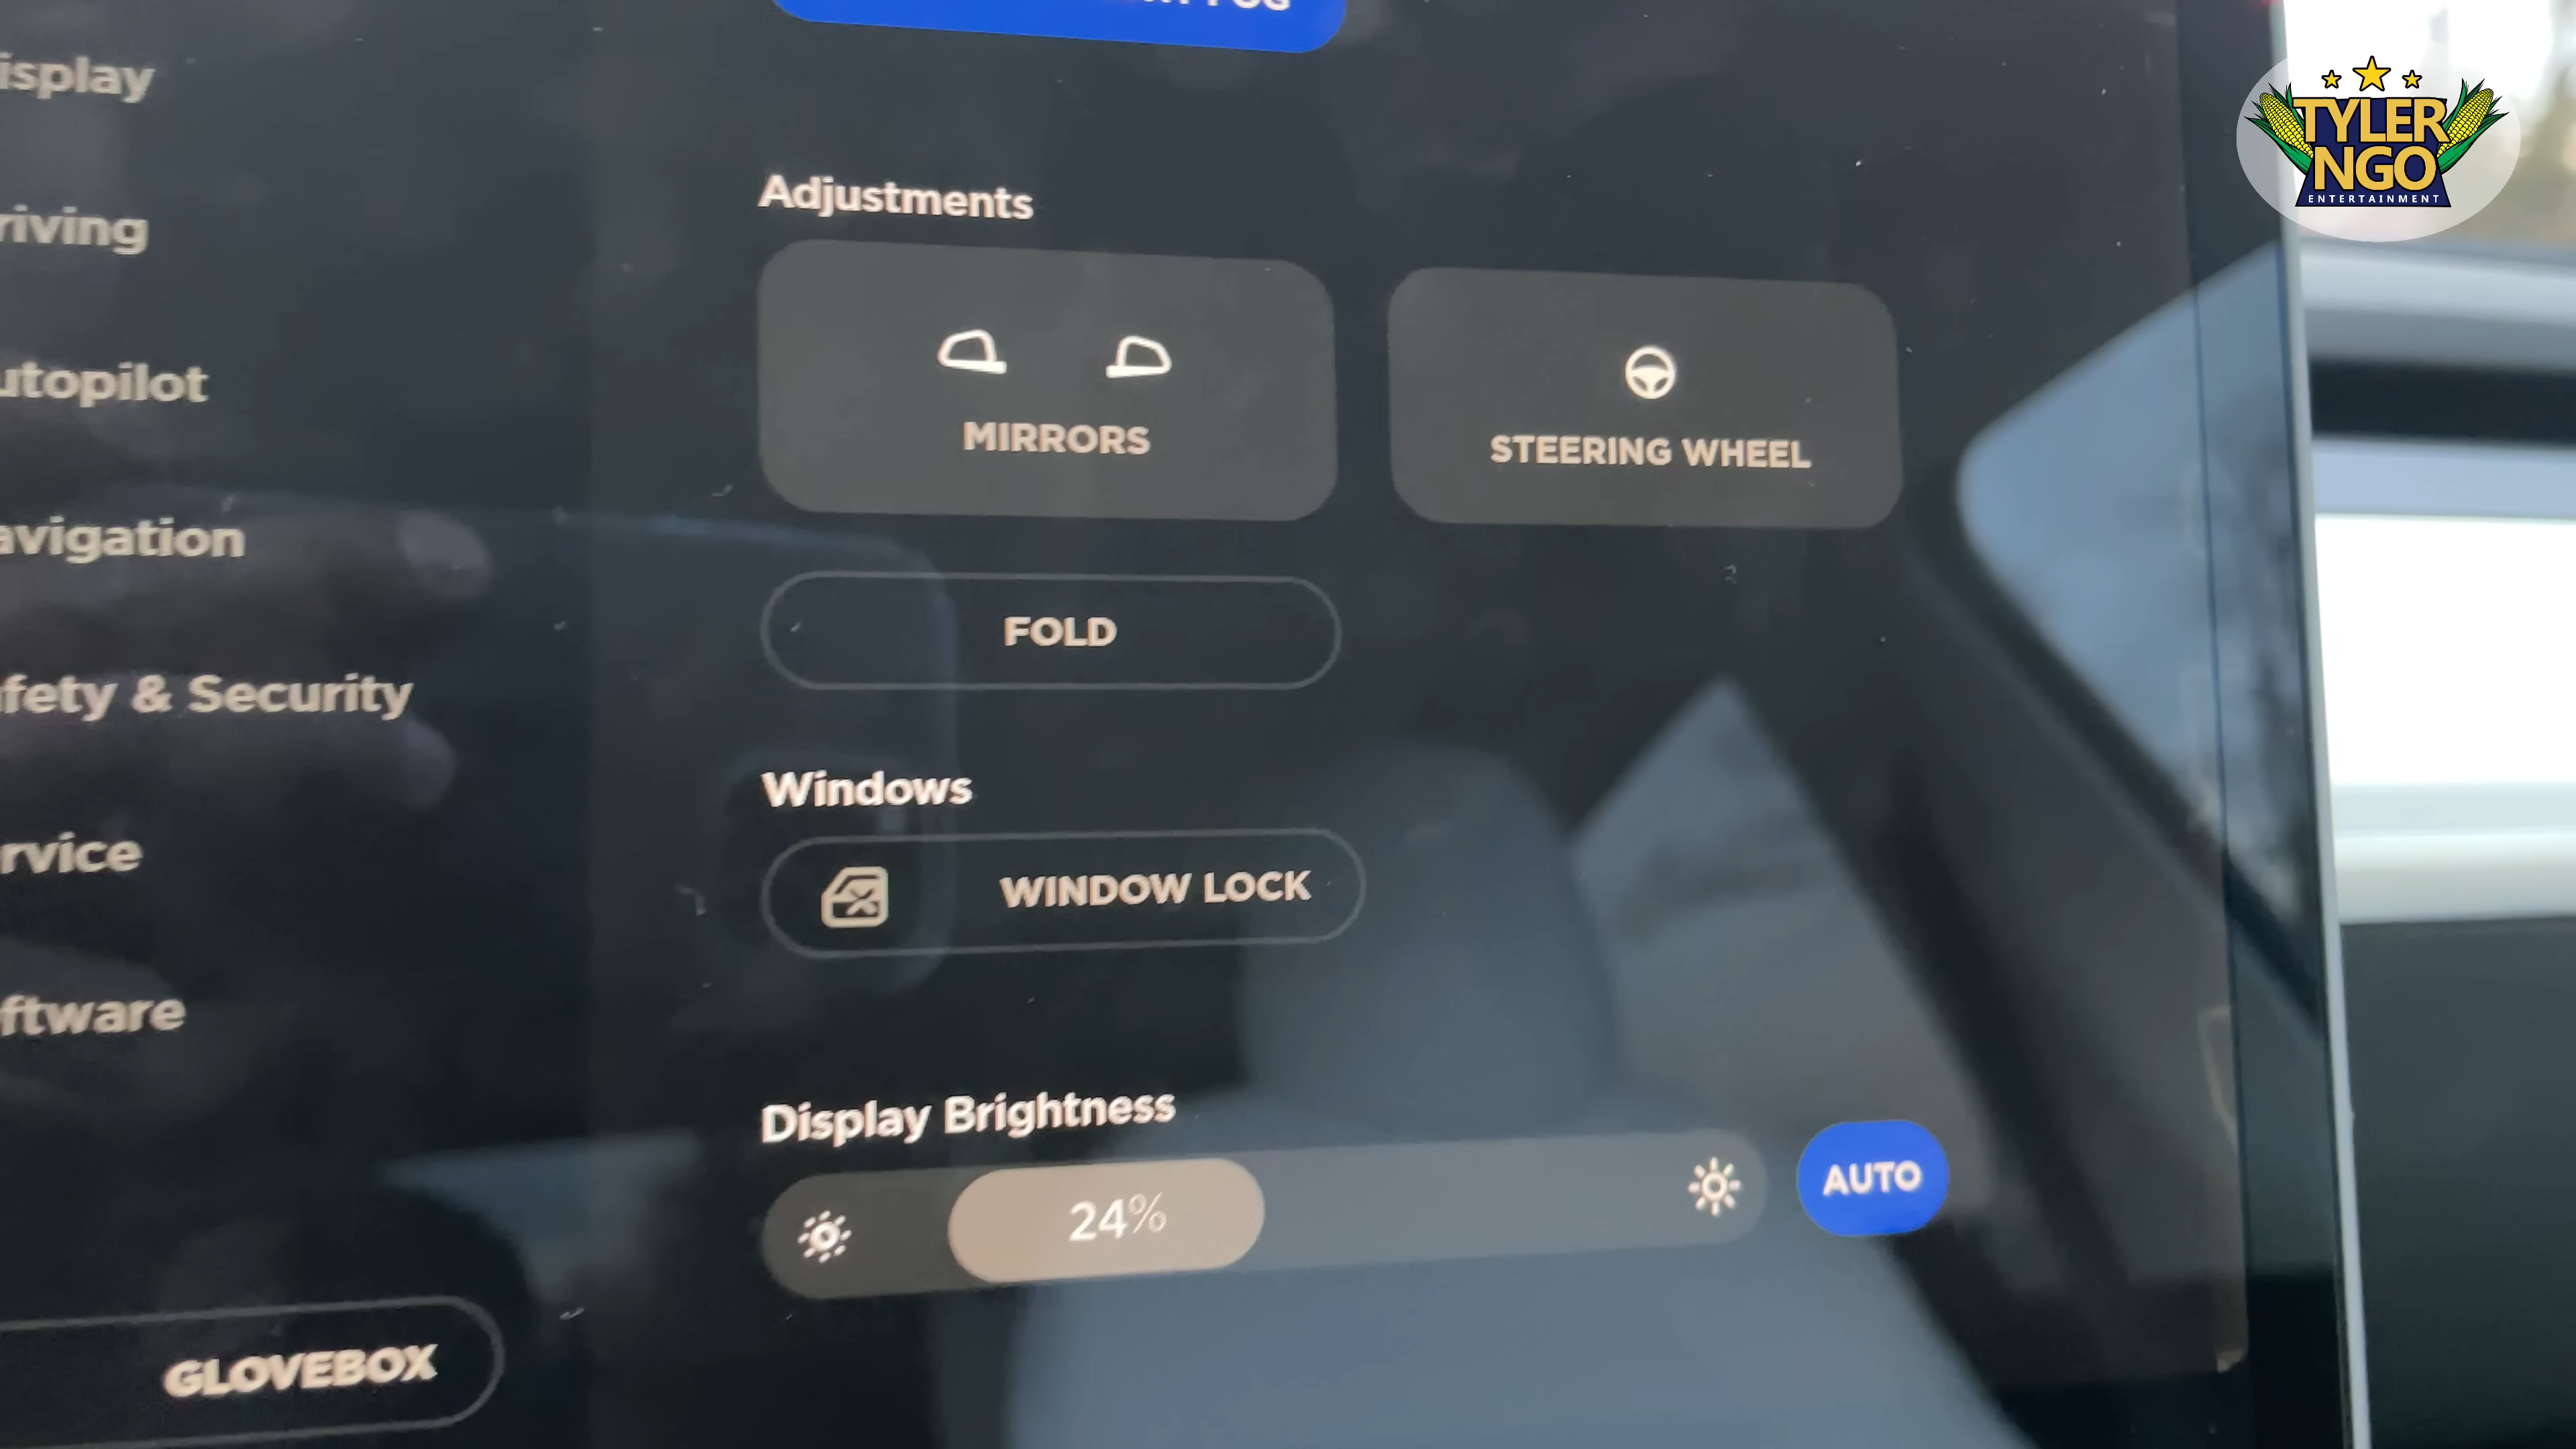 FOG
isplay
riving
utopilot
avigation
fety & Security
rvice
ftware
GLOVEBOX
Adjustments
MIRRORS
STEERING WHEEL
FOLD
Windows
WINDOW LOCK
Display Brightness
24%
AUTO
TYLER
NGO
ENTERTAINMENT